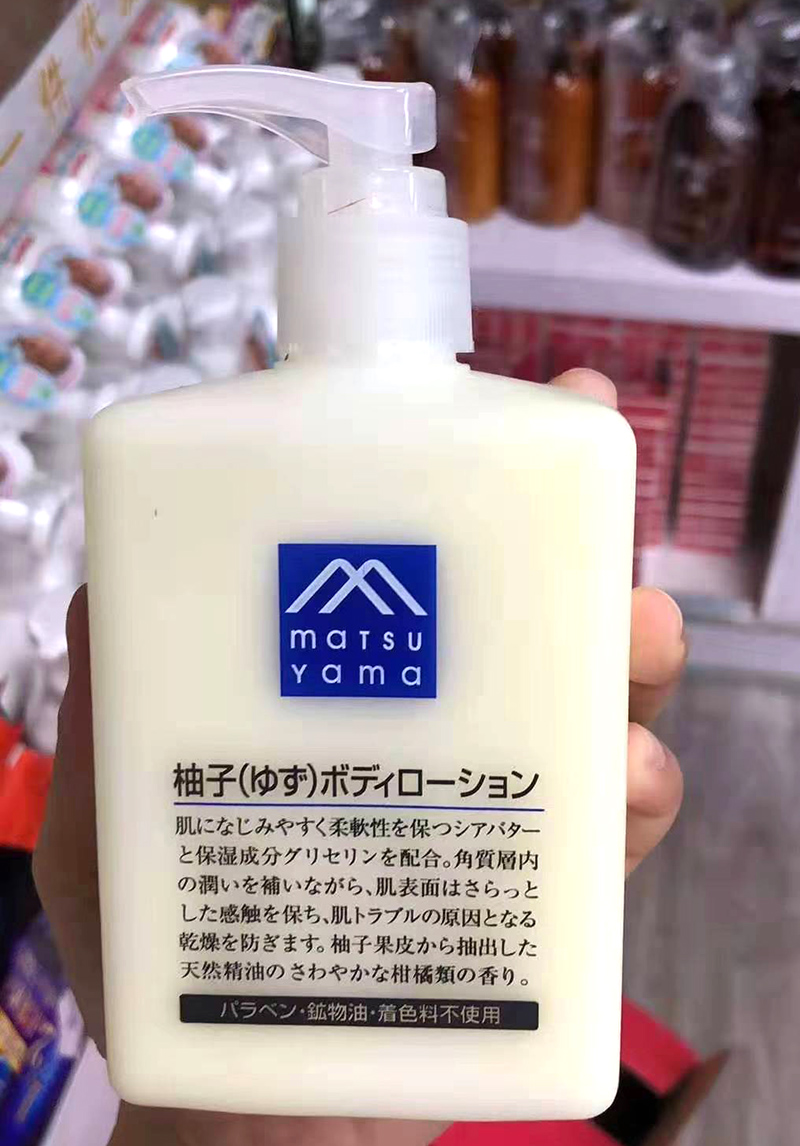 一件代
matsu
yama
柚子(ゆず)ボディローション
肌になじみやすく柔軟性を保つシアバター
と保湿成分グリセリンを配合。角質層内
の潤いを補いながら、肌表面はさらっと
した感触を保ち、肌トラブルの原因となる
乾燥を防ぎます。柚子果皮から抽出した
天然精油のさわやかな柑橘類の香り。
パラベン・鉱物油・着色料不使用